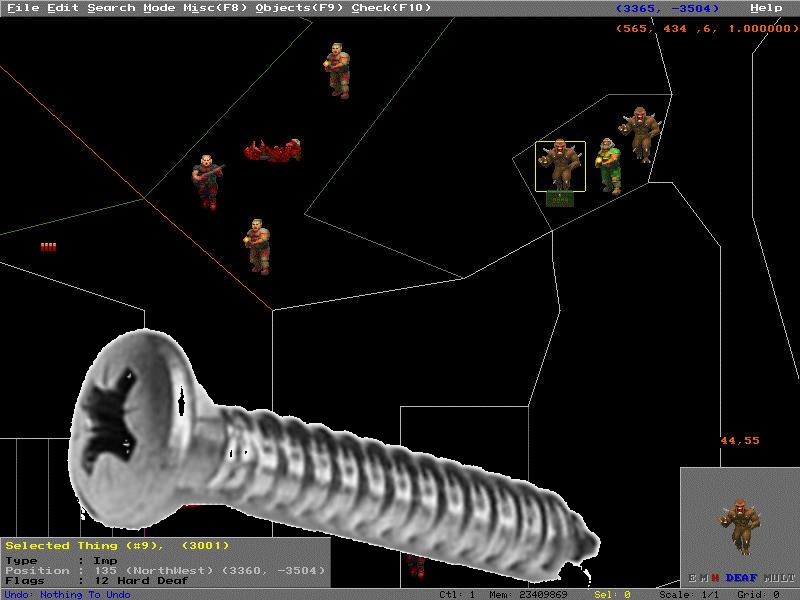 File Edit Search Mode Misc(F8) Objects(F9) Check(F10) (3365, -3504) Help
(565, 434 ,6, 1.000000)
44,55
Selected Thing (#9), (3001)
Type : Imp
Position : 135 (NorthWest) (3360, -3504)
Flags : 12 Hard Deaf
E M H DEAF MULT
Undo: Nothing To Undo Ctl: 1 Mem: 23409869 Sel: 0 Scale: 1/1 Grid: 0